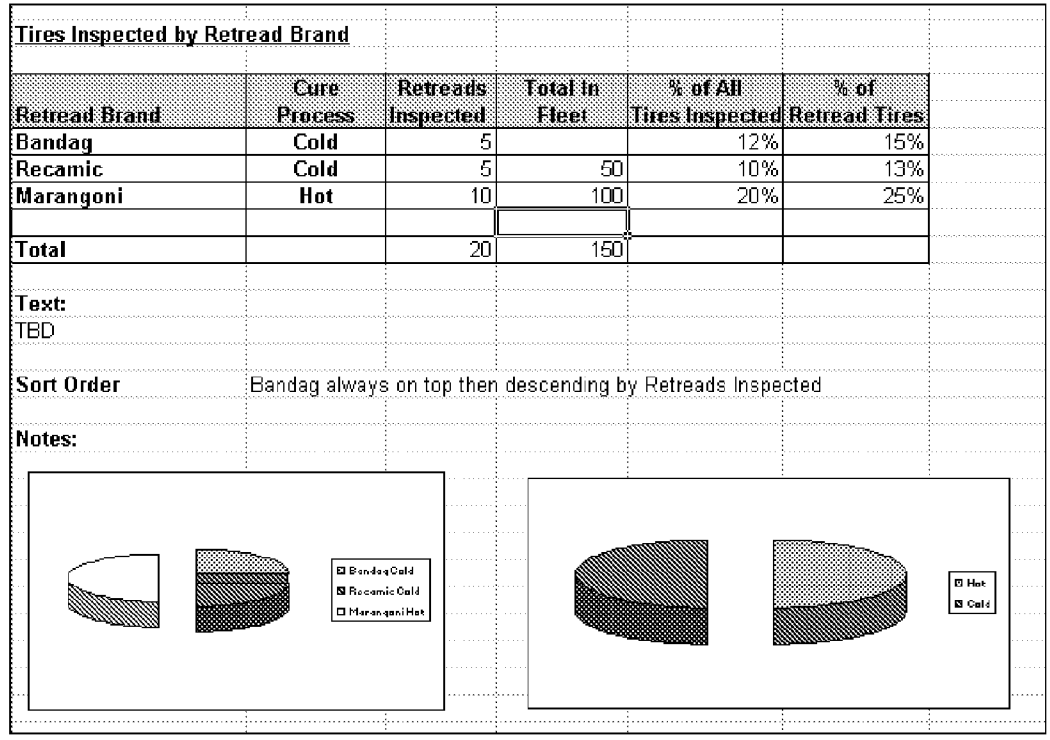 Tires Inspected by Retread Brand
Retread Brand Cure Process Retreads Inspected Total In Fleet % of All Tires Inspected % of Retread Tires
Bandag Cold 5 12% 15%
Recamic Cold 5 50 10% 13%
Marangoni Hot 10 100 20% 25%
Total 20 150
Text:
TBD
Sort Order Bandag always on top then descending by Retreads Inspected
Notes:
Bandag Cold
Recamic Cold
Marangoni Hot
Hot
Cold